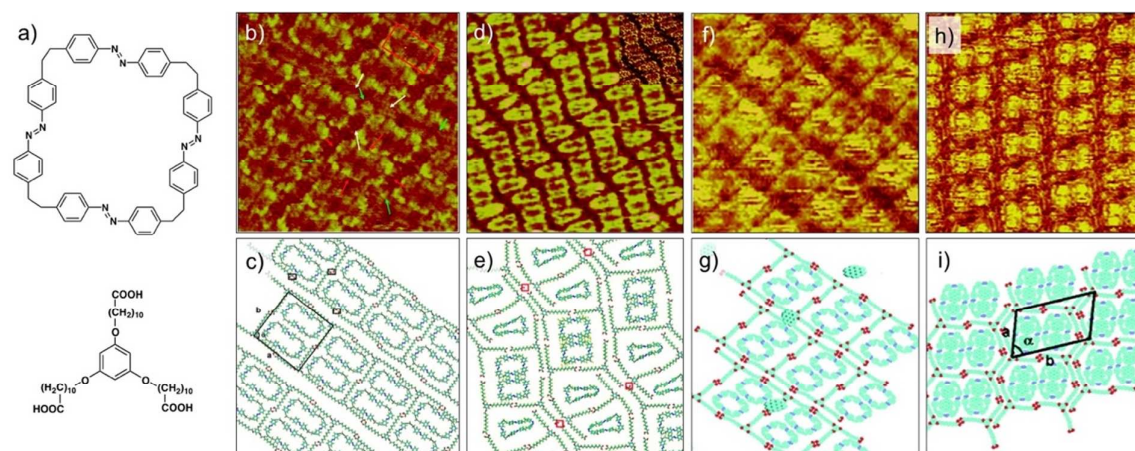 a)
N
N
N
N
N
N
N
N
COOH
(CH₂)₁₀
O
(H₂C)₁₀
O
O
(CH₂)₁₀
HOOC
COOH
b)
d)
f)
h)
c)
b
a
e)
g)
i)
a
α
b